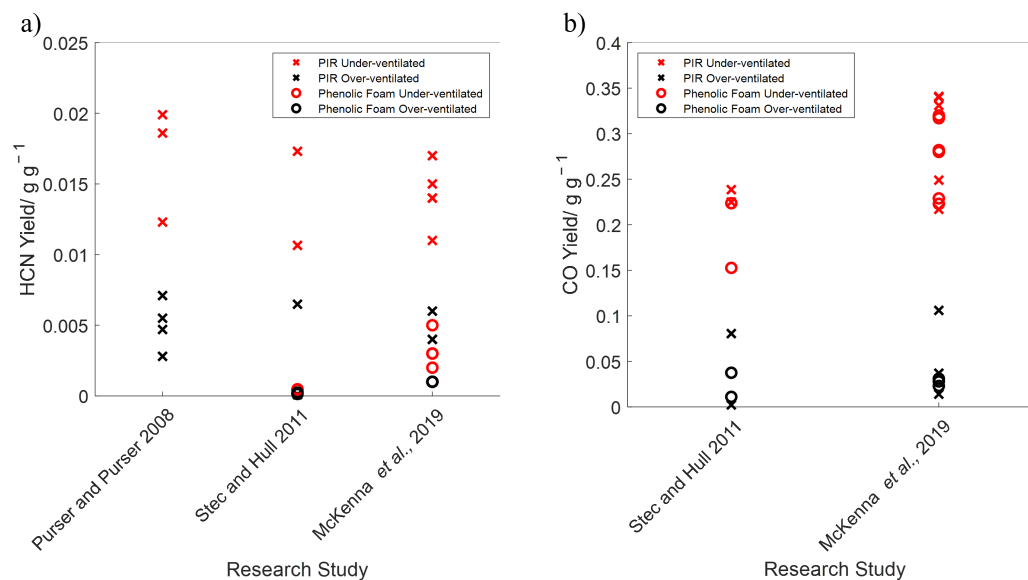 a)
HCN Yield/ g g⁻¹
0.025
0.02
0.015
0.01
0.005
0
PIR Under-ventilated
PIR Over-ventilated
Phenolic Foam Under-ventilated
Phenolic Foam Over-ventilated
Purser and Purser 2008
Stec and Hull 2011
McKenna et al., 2019
Research Study
b)
CO Yield/ g g⁻¹
0.4
0.35
0.3
0.25
0.2
0.15
0.1
0.05
0
PIR Under-ventilated
PIR Over-ventilated
Phenolic Foam Under-ventilated
Phenolic Foam Over-ventilated
Stec and Hull 2011
McKenna et al., 2019
Research Study